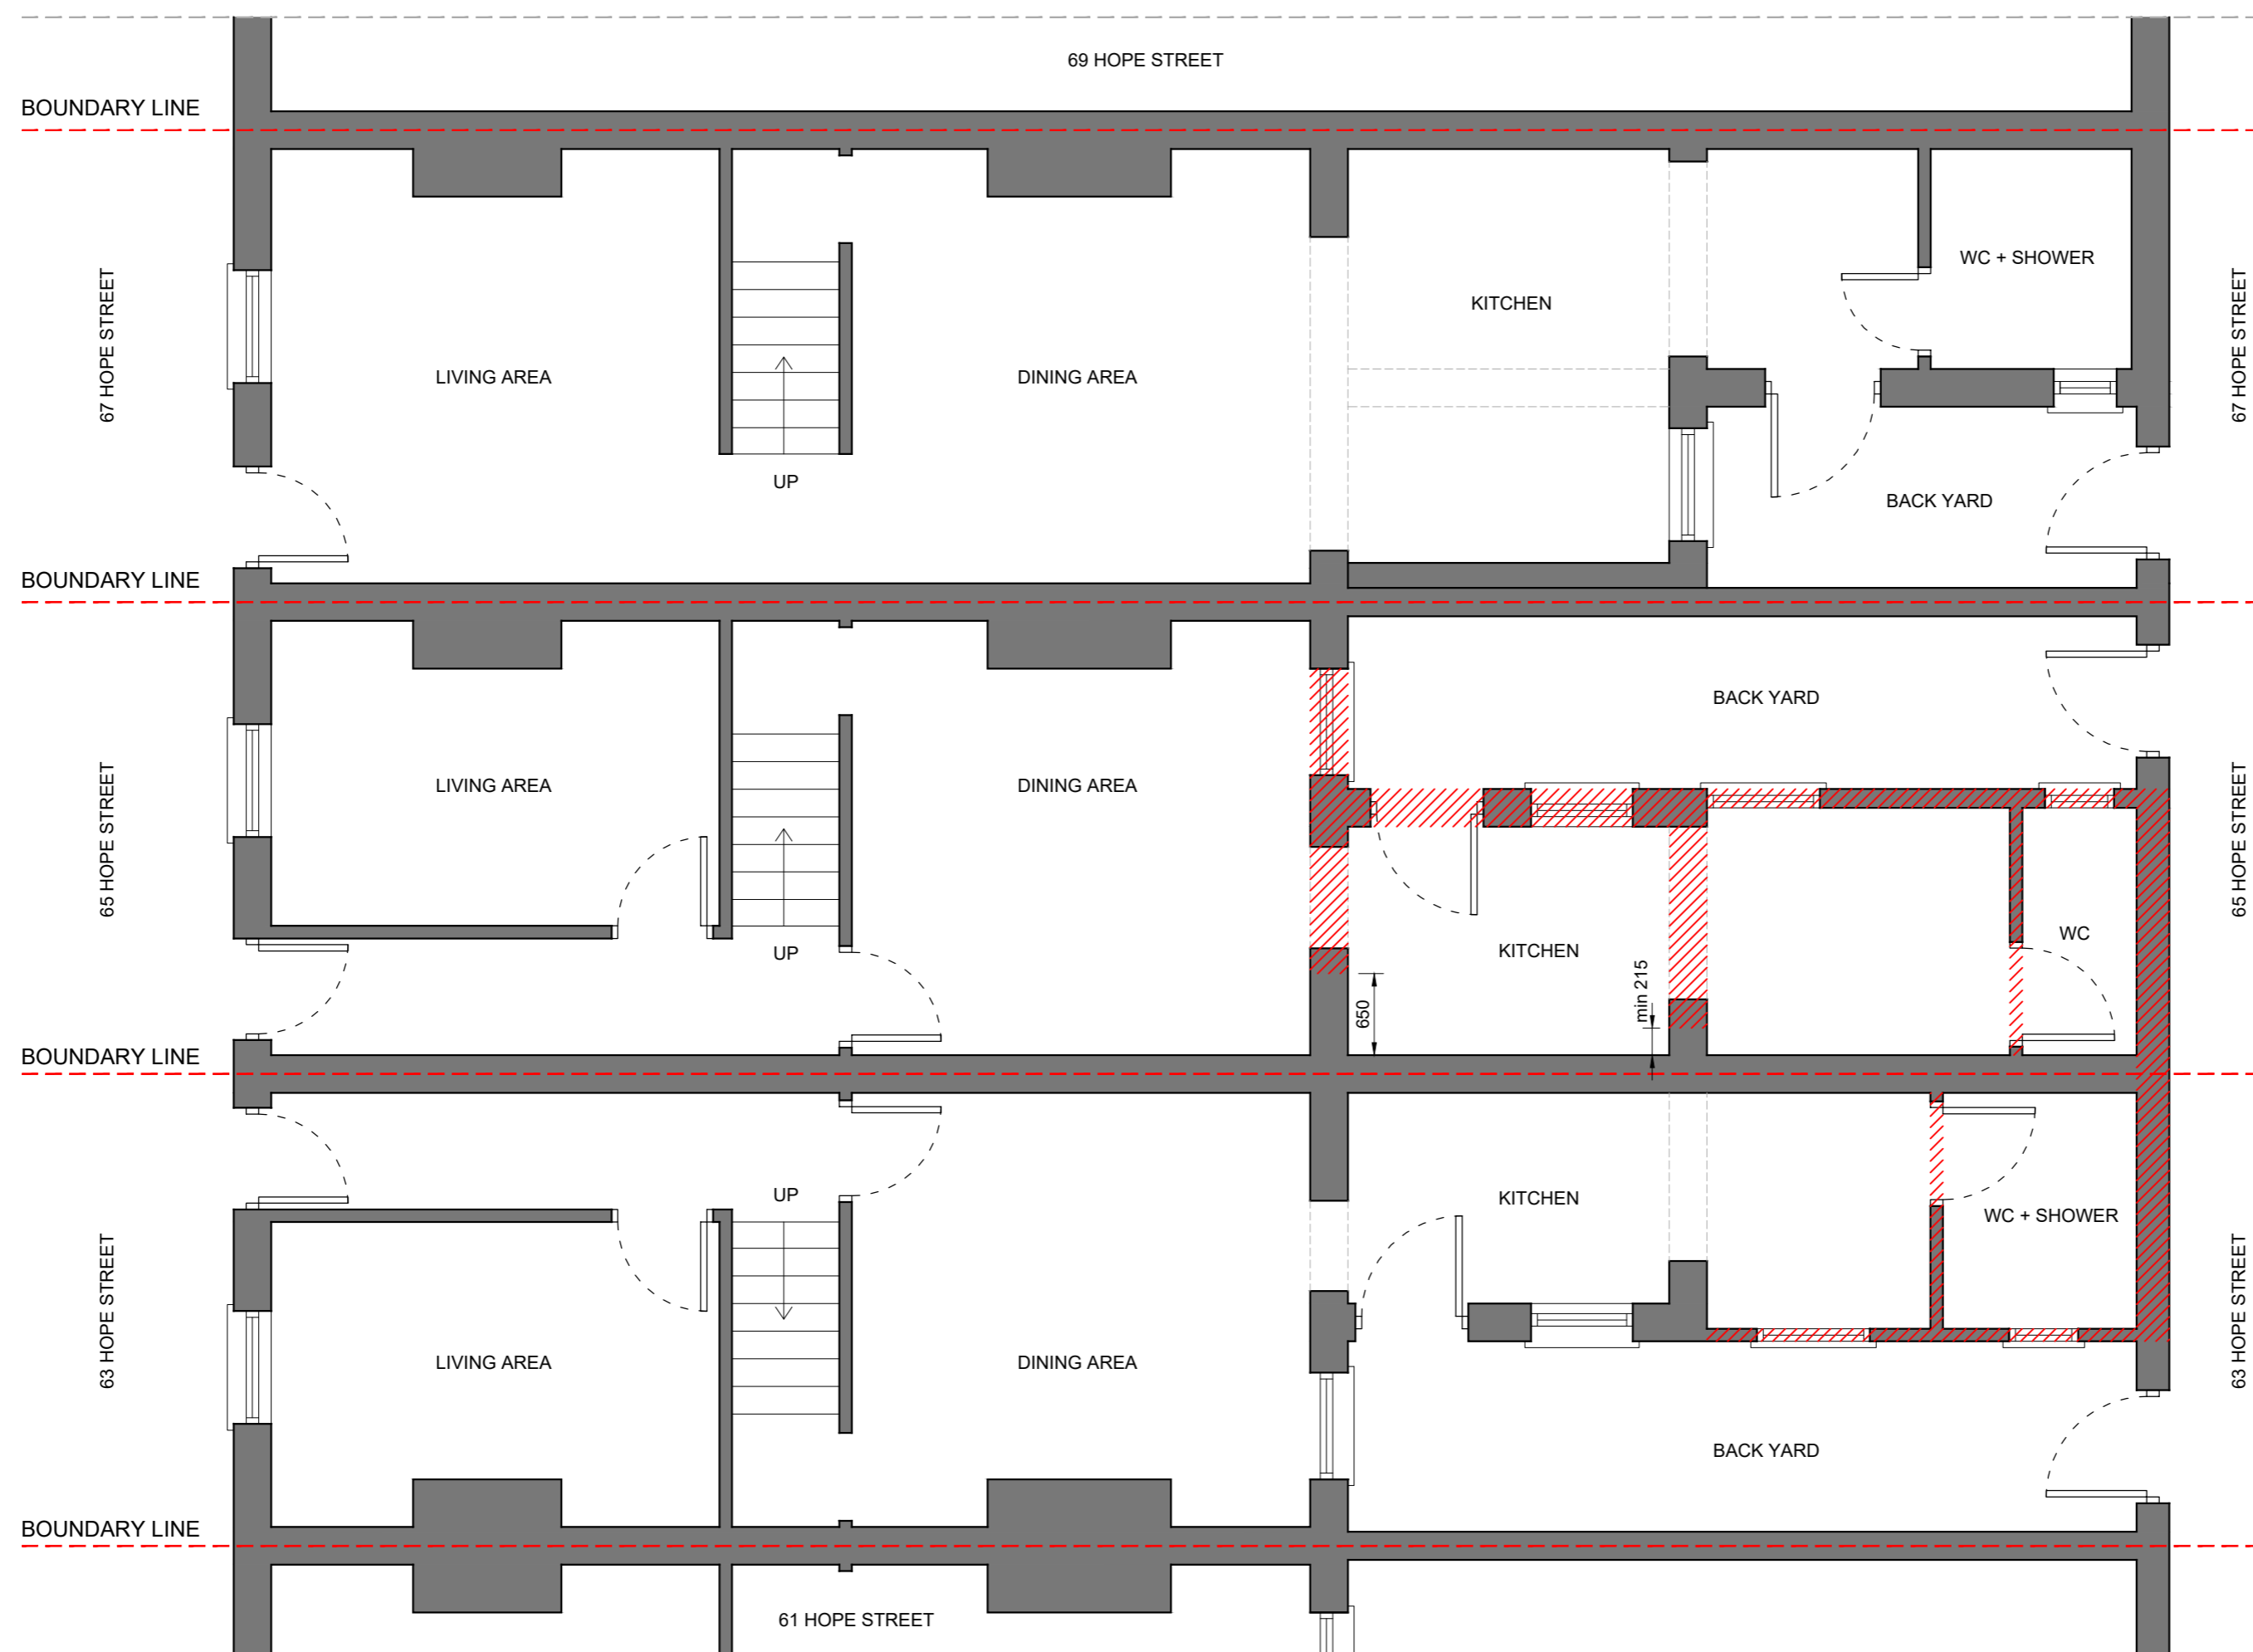 69 HOPE STREET
BOUNDARY LINE
WC + SHOWER
67 HOPE STREET
KITCHEN
67 HOPE STREET
LIVING AREA
DINING AREA
UP
BACK YARD
BOUNDARY LINE
BACK YARD
65 HOPE STREET
LIVING AREA
DINING AREA
65 HOPE STREET
WC
UP
KITCHEN
min 215
650
BOUNDARY LINE
UP
KITCHEN
WC + SHOWER
63 HOPE STREET
LIVING AREA
DINING AREA
63 HOPE STREET
BACK YARD
BOUNDARY LINE
61 HOPE STREET